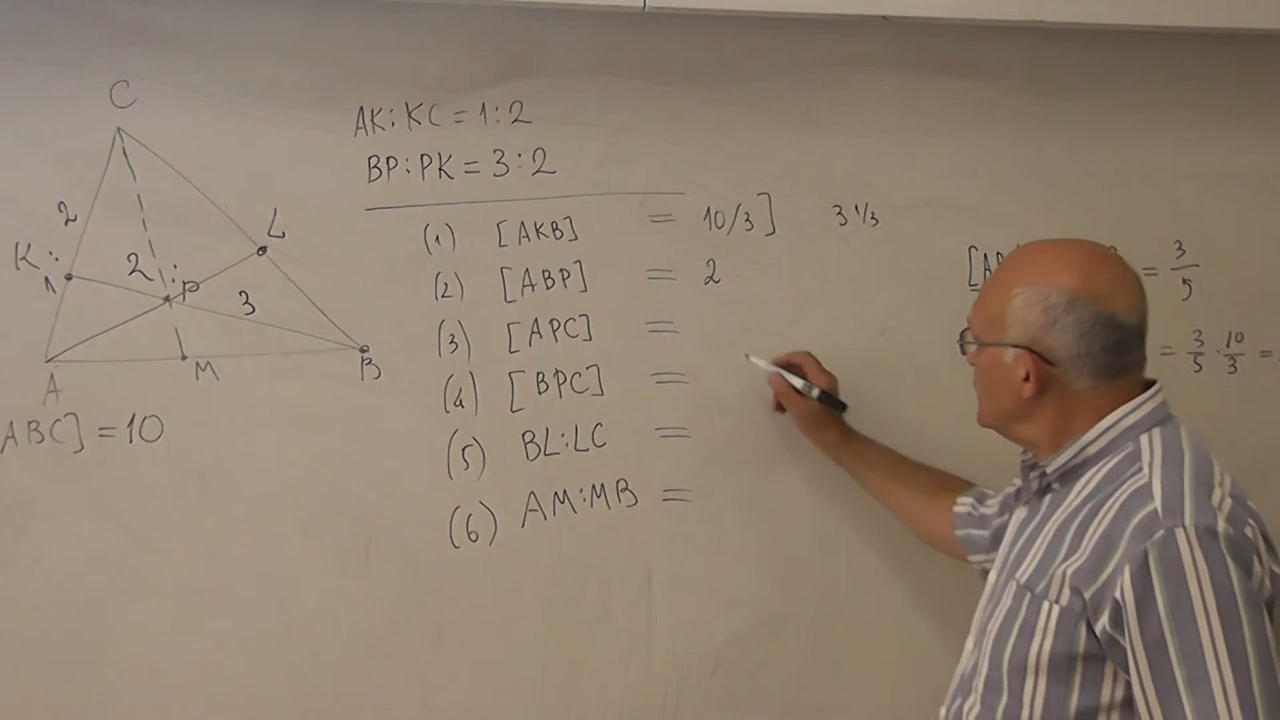 C
AK:KC = 1:2
BP:PK = 3:2
2
K
1
2
P
3
L
A
M
B
ABC] = 10
(1) [AKB] = 10/3] 3 1/3
(2) [ABP] = 2
(3) [APC] =
(4) [BPC] =
(5) BL:LC =
(6) AM:MB =
= 3/5
= 3/5 · 10/3 =